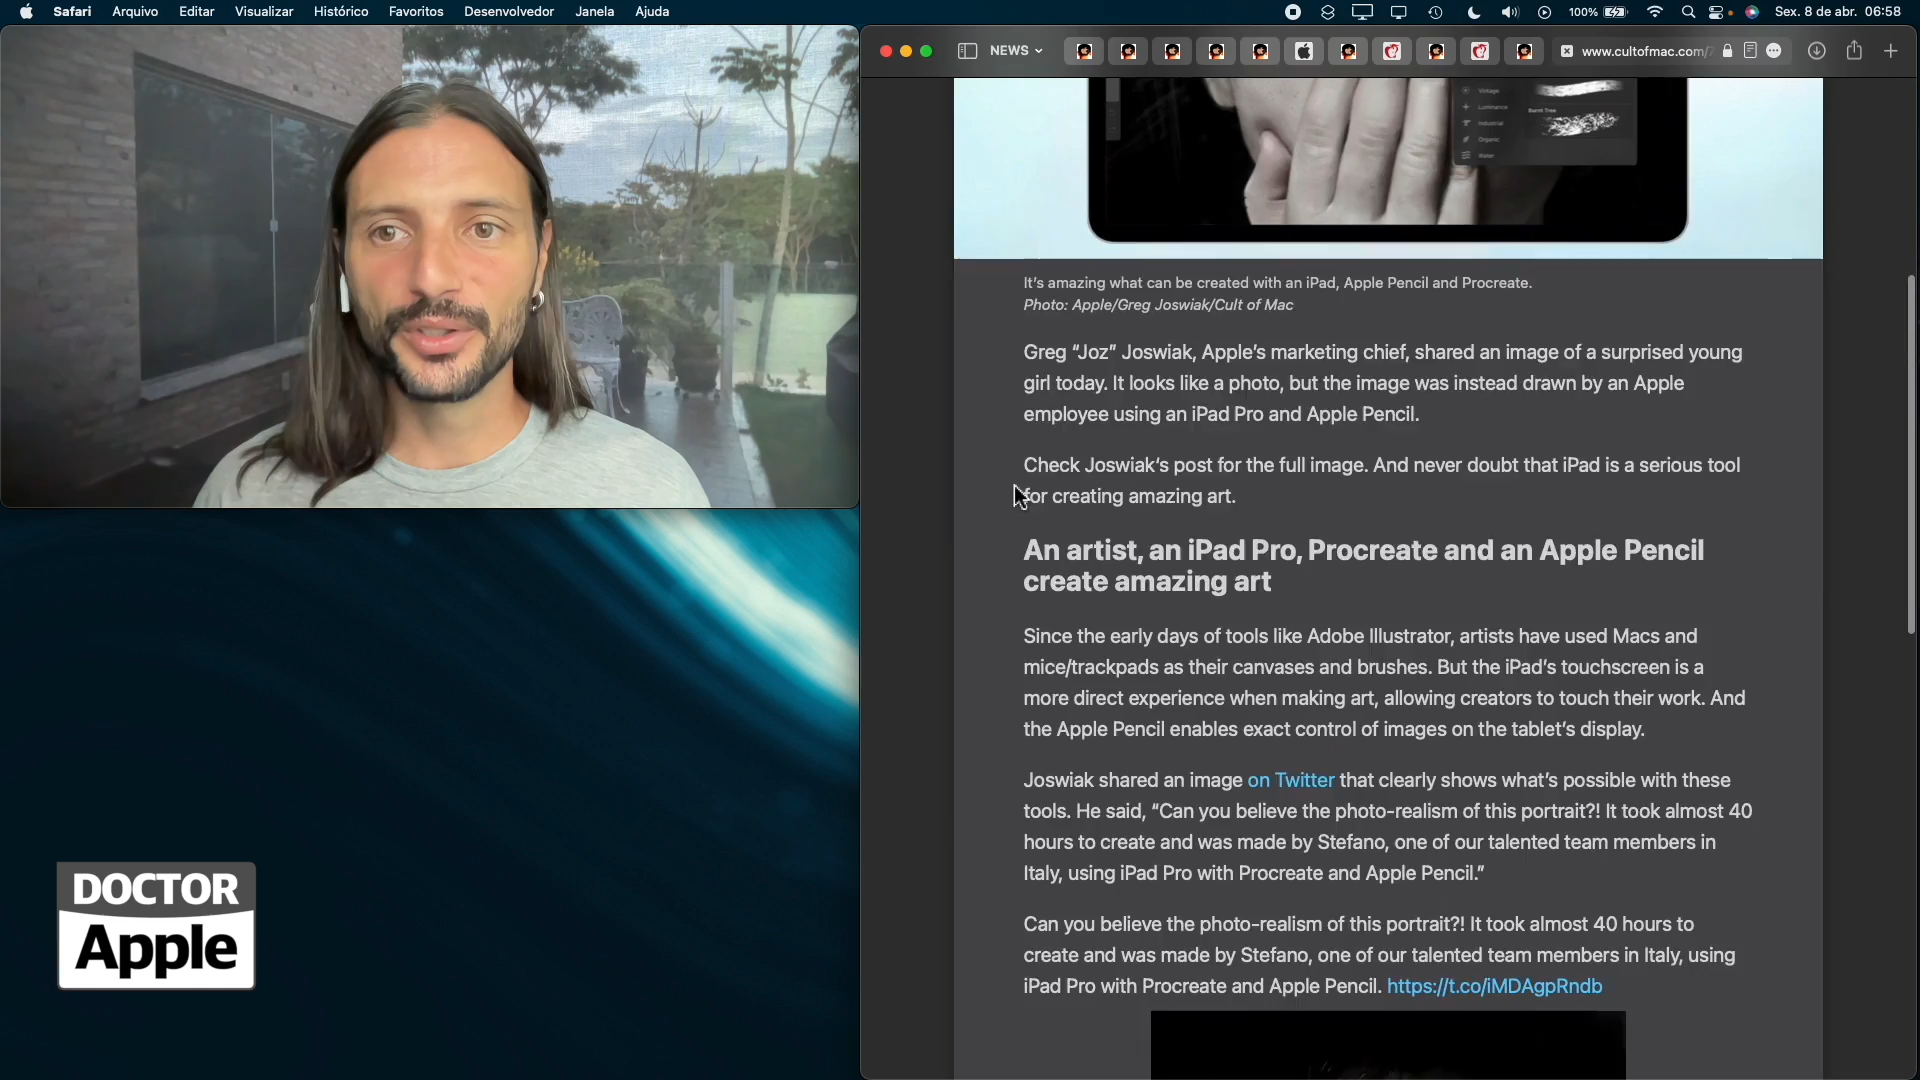 Safari Arquivo Editar Visualizar Histórico Favoritos Desenvolvedor Janela Ajuda 100% Sex. 8 de abr. 06:58
NEWS www.cultofmac.com/
Vintage
Luminance
Industrial
Organic
Water
Burnt Tree
It's amazing what can be created with an iPad, Apple Pencil and Procreate.
Photo: Apple/Greg Joswiak/Cult of Mac
Greg “Joz” Joswiak, Apple’s marketing chief, shared an image of a surprised young
girl today. It looks like a photo, but the image was instead drawn by an Apple
employee using an iPad Pro and Apple Pencil.
Check Joswiak’s post for the full image. And never doubt that iPad is a serious tool
for creating amazing art.
An artist, an iPad Pro, Procreate and an Apple Pencil
create amazing art
Since the early days of tools like Adobe Illustrator, artists have used Macs and
mice/trackpads as their canvases and brushes. But the iPad’s touchscreen is a
more direct experience when making art, allowing creators to touch their work. And
the Apple Pencil enables exact control of images on the tablet’s display.
Joswiak shared an image on Twitter that clearly shows what’s possible with these
tools. He said, “Can you believe the photo-realism of this portrait?! It took almost 40
hours to create and was made by Stefano, one of our talented team members in
Italy, using iPad Pro with Procreate and Apple Pencil.”
Can you believe the photo-realism of this portrait?! It took almost 40 hours to
create and was made by Stefano, one of our talented team members in Italy, using
iPad Pro with Procreate and Apple Pencil. https://t.co/iMDAgpRndb
DOCTOR
Apple